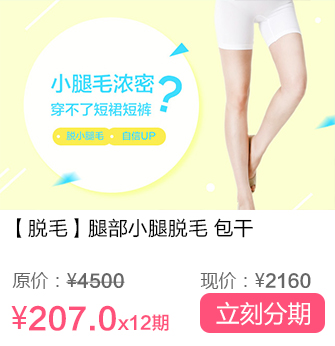 小腿毛浓密
穿不了短裙短裤
?
脱小腿毛 自信UP
【脱毛】腿部小腿脱毛 包干
原价：¥4500 现价：¥2160
¥207.0x12期 立刻分期